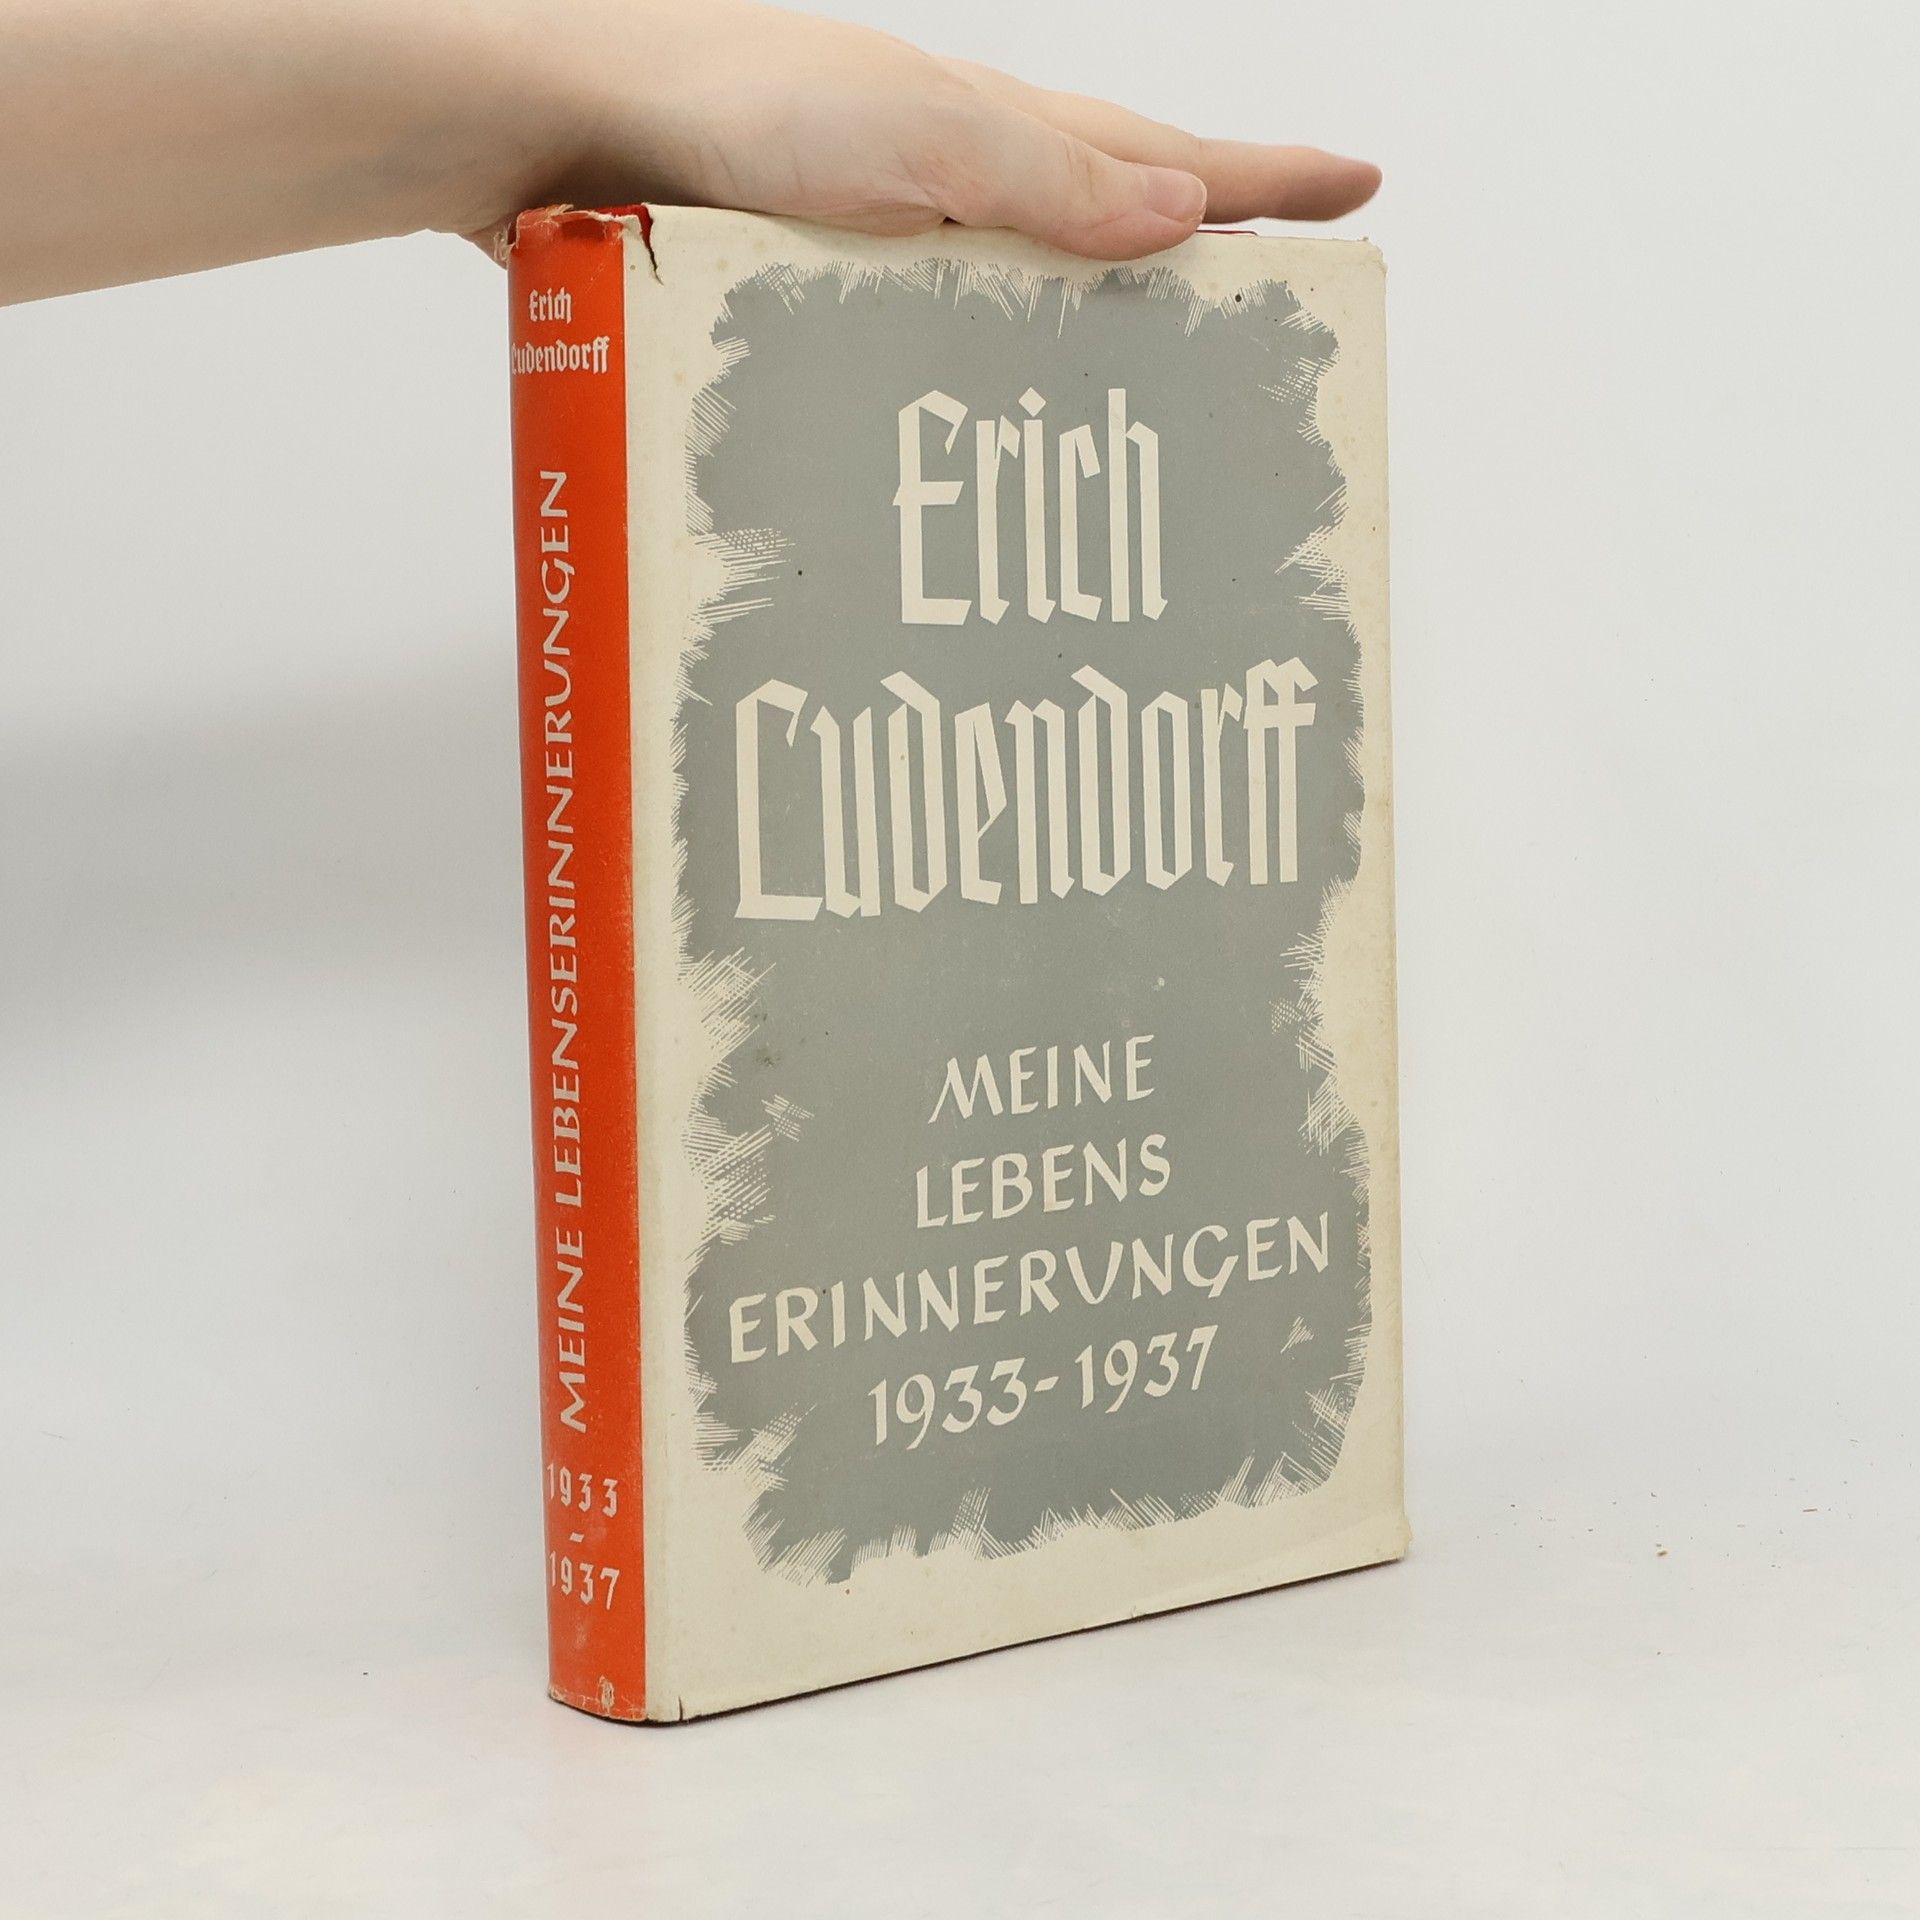 Erich
Ludendorff
MEINE LEBENSERINNERUNGEN
1933
-
1937
Erich
Ludendorff
MEINE
LEBENS
ERINNERUNGEN
1933-1937